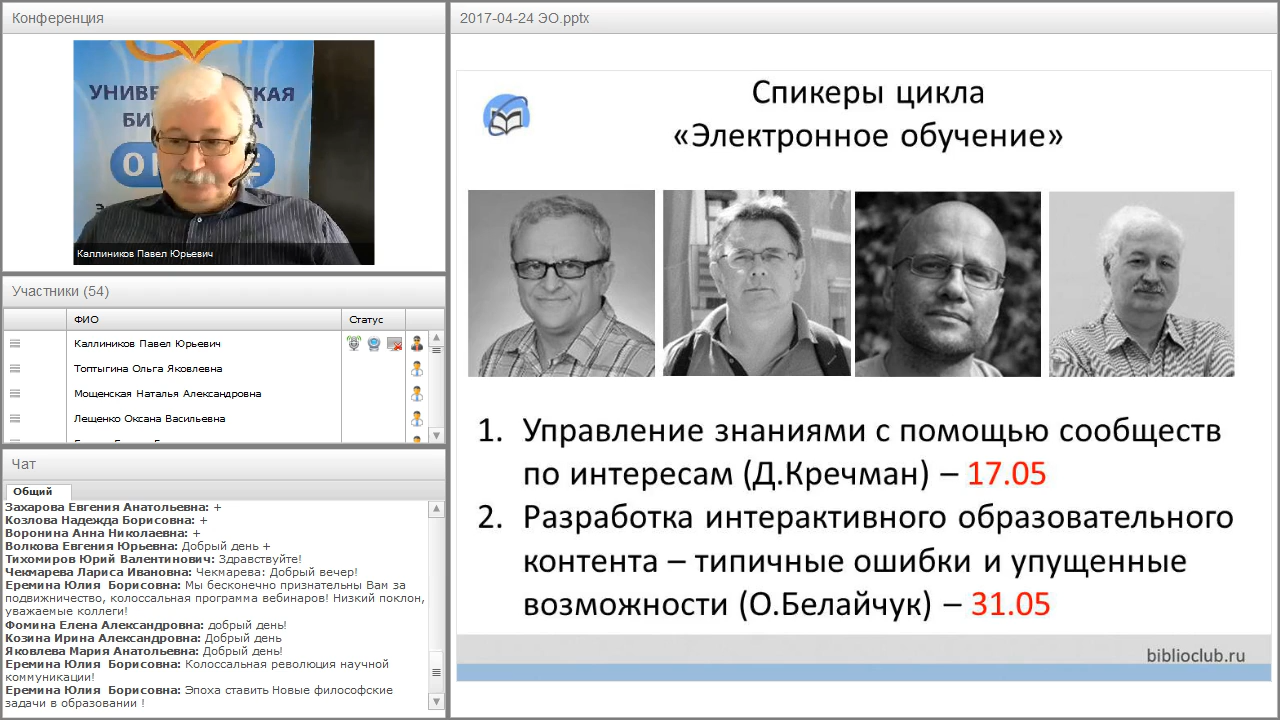 Конференция
УНИВЕ СКАЯ
БИ А
О Е
Каллиников Павел Юрьевич
Участники (54)
ФИО
Статус
Каллиников Павел Юрьевич
Топтыгина Ольга Яковлевна
Мощенская Наталья Александровна
Лещенко Оксана Васильевна
Чат
Общий
Захарова Евгения Анатольевна: +
Козлова Надежда Борисовна: +
Воронина Анна Николаевна: +
Волкова Евгения Юрьевна: Добрый день +
Тихомиров Юрий Валентинович: Здравствуйте!
Чекмарева Лариса Ивановна: Чекмарева: Добрый вечер!
Еремина Юлия Борисовна: Мы бесконечно признательны Вам за
подвижничество, колоссальная программа вебинаров! Низкий поклон,
уважаемые коллеги!
Фомина Елена Александровна: добрый день!
Козина Ирина Александровна: Добрый день
Яковлева Мария Анатольевна: Добрый день!
Еремина Юлия Борисовна: Колоссальная революция научной
коммуникации!
Еремина Юлия Борисовна: Эпоха ставить Новые философские
задачи в образовании !
2017-04-24 ЭО.pptx
Спикеры цикла
«Электронное обучение»
1. Управление знаниями с помощью сообществ
по интересам (Д.Кречман) – 17.05
2. Разработка интерактивного образовательного
контента – типичные ошибки и упущенные
возможности (О.Белайчук) – 31.05
biblioclub.ru